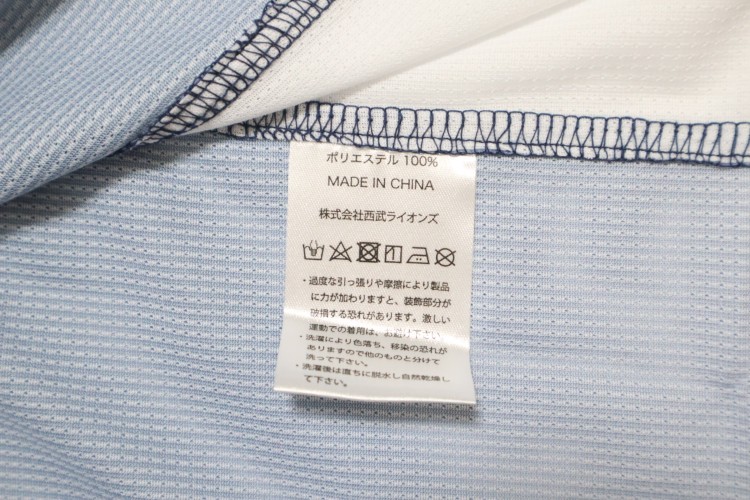 ポリエステル 100%
MADE IN CHINA
株式会社西武ライオンズ
・過度な引っ張りや摩擦により製品
に力が加わりますと、装飾部分が
破損する恐れがあります。激しい
運動での着用は、お避け下さい。
・洗濯により色落ち、移染の恐れが
ありますので他のものと分けて
洗って下さい。
・洗濯後は直ちに脱水し自然乾燥し
て下さい。